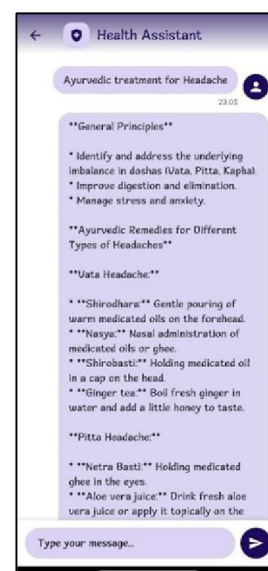 Health Assistant
Ayurvedic treatment for Headache
23.05
**General Principles**
* Identify and address the underlying
imbalance in doshas (Vata, Pitta, Kapha).
* Improve digestion and elimination.
* Manage stress and anxiety.
**Ayurvedic Remedies for Different
Types of Headaches**
**Vata Headache:**
* **Shirodhara:** Gentle pouring of
warm medicated oils on the forehead.
* **Nasya:** Nasal administration of
medicated oils or ghee.
* **Shirobasti:** Holding medicated oil
in a cap on the head.
* **Ginger tea:** Boil fresh ginger in
water and add a little honey to taste.
**Pitta Headache:**
* **Netra Basti:** Holding medicated
ghee in the eyes.
* **Aloe vera juice:** Drink fresh aloe
vera juice or apply it topically on the
Type your message..